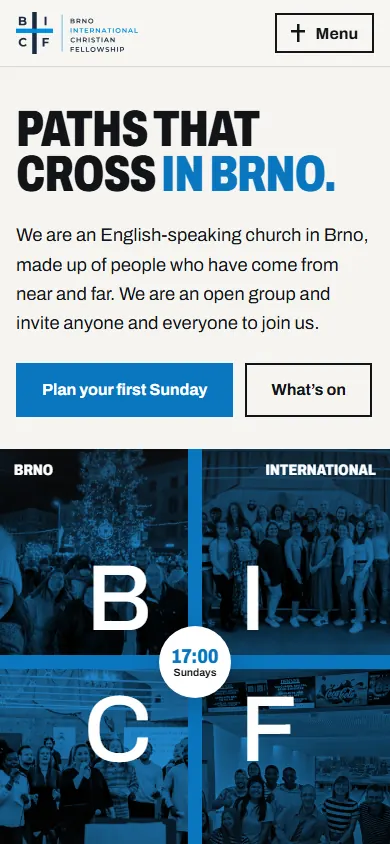 B I
C F
BRNO
INTERNATIONAL
CHRISTIAN
FELLOWSHIP
Menu
PATHS THAT
CROSS IN BRNO.
We are an English-speaking church in Brno,
made up of people who have come from
near and far. We are an open group and
invite anyone and everyone to join us.
Plan your first Sunday
What’s on
BRNO
INTERNATIONAL
B I
17:00
Sundays
C F
Coca-Cola